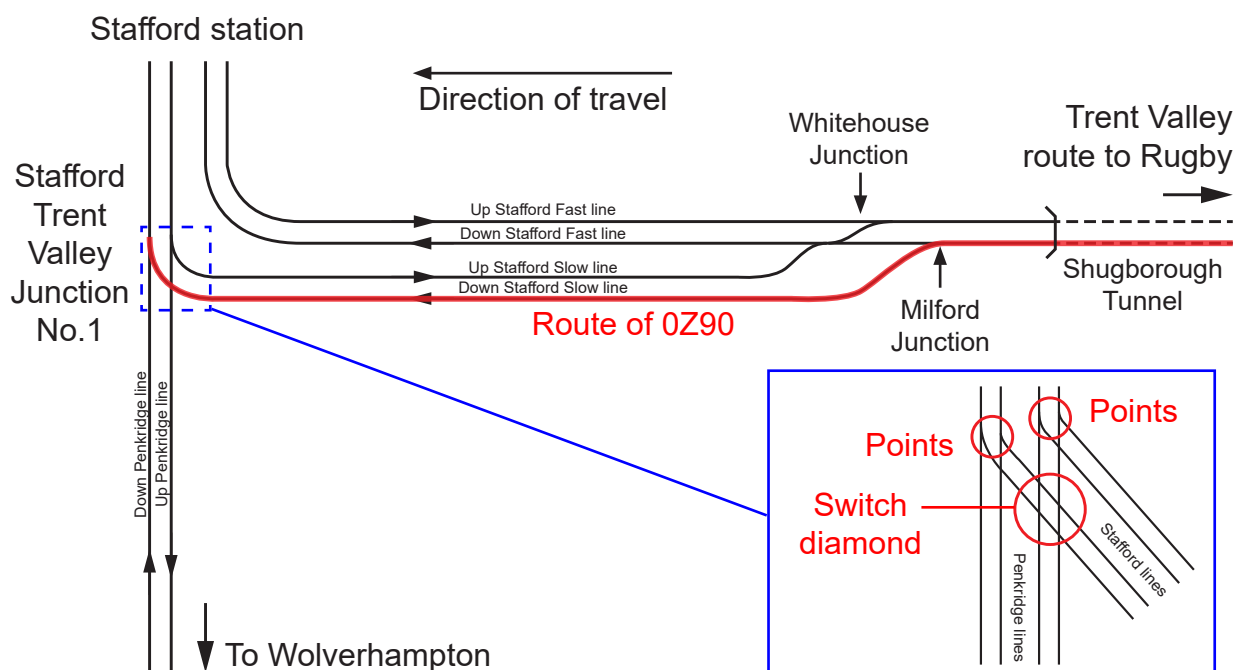 Stafford station
Direction of travel
Whitehouse
Junction
Trent Valley
route to Rugby
Stafford
Trent
Valley
Junction
No.1
Up Stafford Fast line
Down Stafford Fast line
Up Stafford Slow line
Down Stafford Slow line
Shugborough
Tunnel
Route of 0Z90
Milford
Junction
Down Penkridge line
Up Penkridge line
Points
Points
Switch
diamond
Stafford lines
Penkridge lines
To Wolverhampton